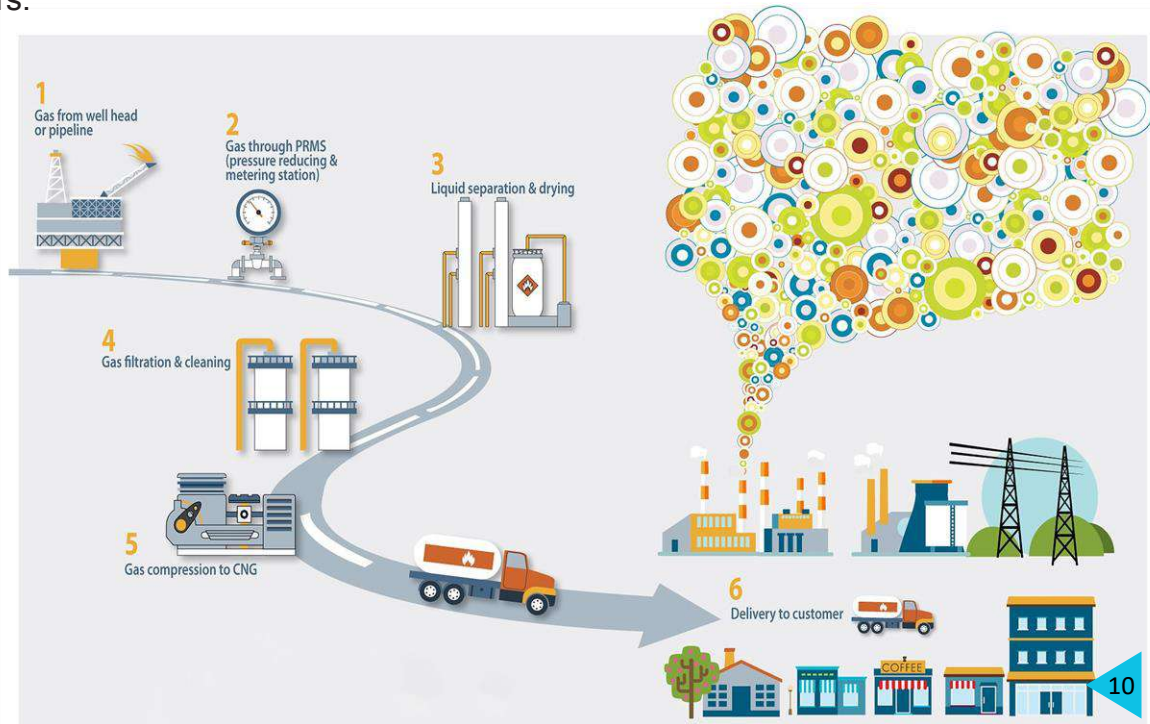 rs.
1
Gas from well head
or pipeline
2
Gas through PRMS
(pressure reducing &
metering station)
3
Liquid separation & drying
4
Gas filtration & cleaning
5
Gas compression to CNG
6
Delivery to customer
COFFEE
10